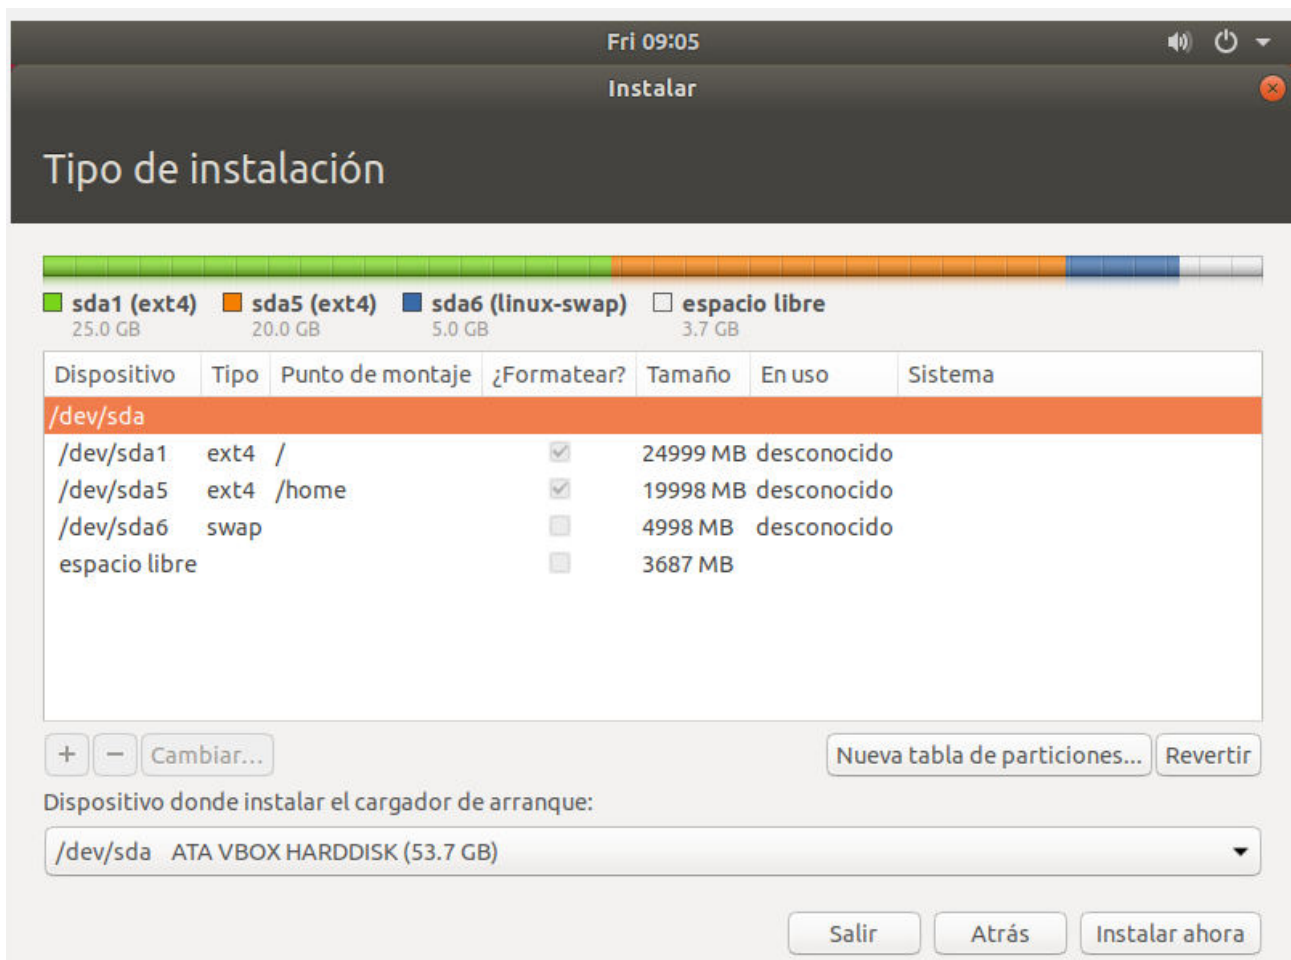 Fri 09:05
Instalar
Tipo de instalación
sda1 (ext4) sda5 (ext4) sda6 (linux-swap) espacio libre
25.0 GB 20.0 GB 5.0 GB 3.7 GB
Dispositivo Tipo Punto de montaje ¿Formatear? Tamaño En uso Sistema
/dev/sda
/dev/sda1 ext4 / 24999 MB desconocido
/dev/sda5 ext4 /home 19998 MB desconocido
/dev/sda6 swap 4998 MB desconocido
espacio libre 3687 MB
+ − Cambiar... Nueva tabla de particiones... Revertir
Dispositivo donde instalar el cargador de arranque:
/dev/sda ATA VBOX HARDDISK (53.7 GB)
Salir Atrás Instalar ahora